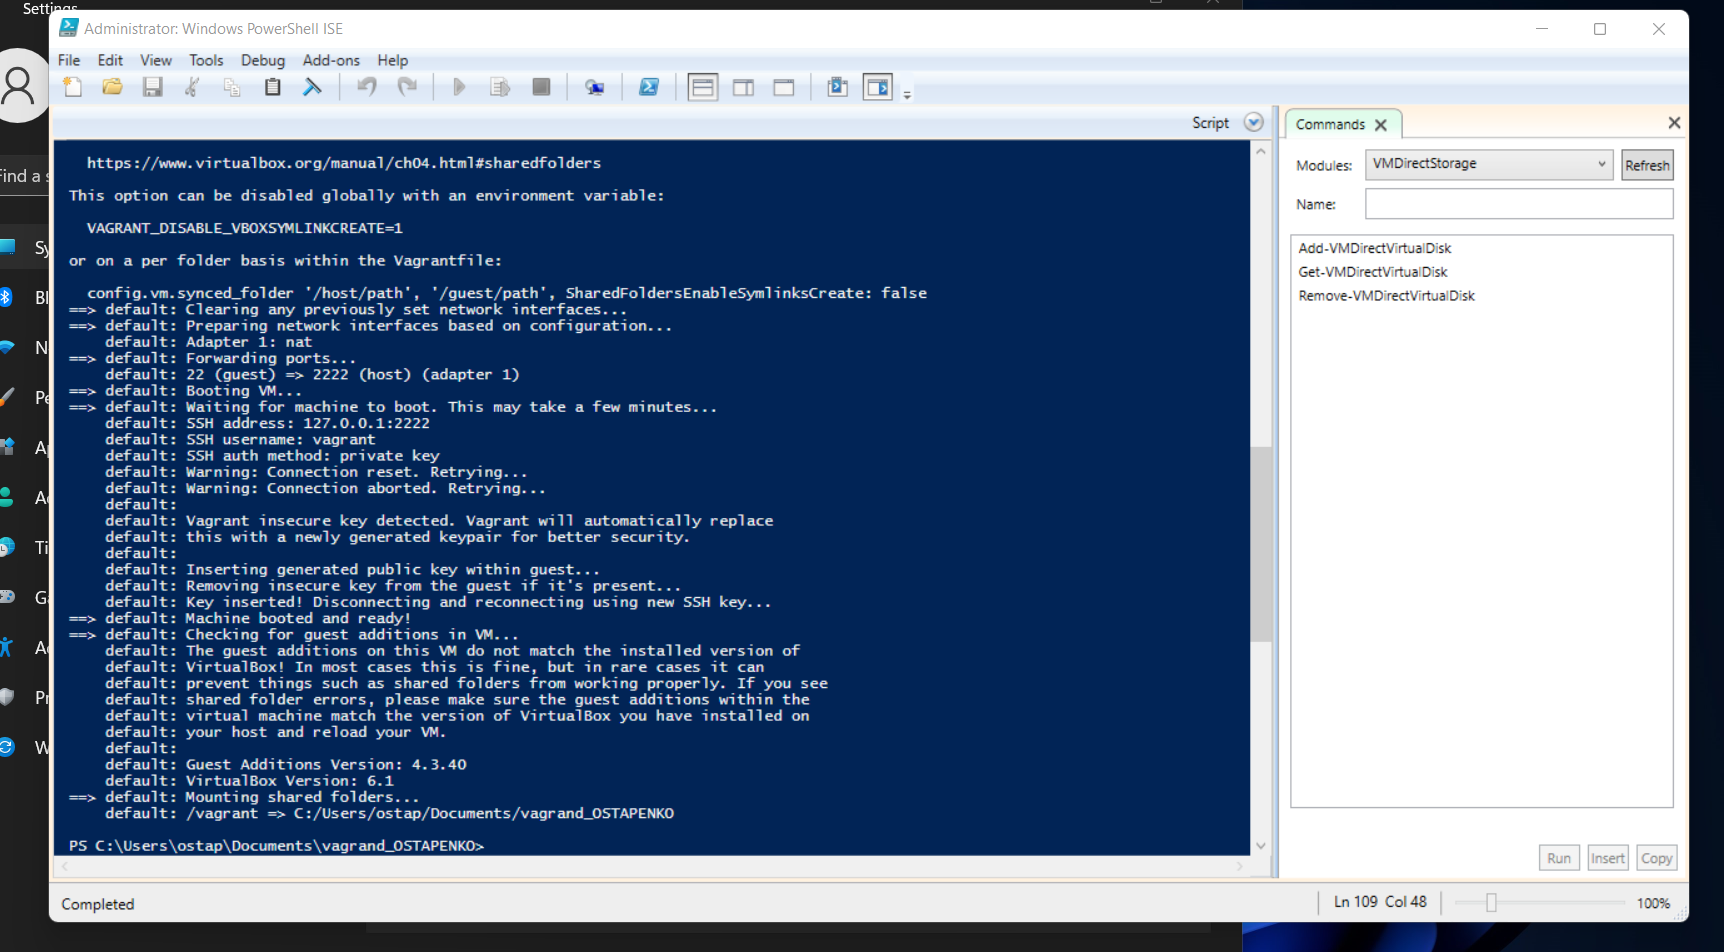 Settings
Administrator: Windows PowerShell ISE
File Edit View Tools Debug Add-ons Help
Script
https://www.virtualbox.org/manual/ch04.html#sharedfolders
This option can be disabled globally with an environment variable:
VAGRANT_DISABLE_VBOXSYMLINKCREATE=1
or on a per folder basis within the Vagrantfile:
config.vm.synced_folder '/host/path', '/guest/path', SharedFoldersEnableSymlinksCreate: false
==> default: Clearing any previously set network interfaces...
==> default: Preparing network interfaces based on configuration...
default: Adapter 1: nat
==> default: Forwarding ports...
default: 22 (guest) => 2222 (host) (adapter 1)
==> default: Booting VM...
==> default: Waiting for machine to boot. This may take a few minutes...
default: SSH address: 127.0.0.1:2222
default: SSH username: vagrant
default: SSH auth method: private key
default: Warning: Connection reset. Retrying...
default: Warning: Connection aborted. Retrying...
default:
default: Vagrant insecure key detected. Vagrant will automatically replace
default: this with a newly generated keypair for better security.
default:
default: Inserting generated public key within guest...
default: Removing insecure key from the guest if it's present...
default: Key inserted! Disconnecting and reconnecting using new SSH key...
==> default: Machine booted and ready!
==> default: Checking for guest additions in VM...
default: The guest additions on this VM do not match the installed version of
default: VirtualBox! In most cases this is fine, but in rare cases it can
default: prevent things such as shared folders from working properly. If you see
default: shared folder errors, please make sure the guest additions within the
default: virtual machine match the version of VirtualBox you have installed on
default: your host and reload your VM.
default:
default: Guest Additions Version: 4.3.40
default: VirtualBox Version: 6.1
==> default: Mounting shared folders...
default: /vagrant => C:/Users/ostap/Documents/vagrand_OSTAPENKO
PS C:\Users\ostap\Documents\vagrand_OSTAPENKO>
Commands
Modules: VMDirectStorage Refresh
Name:
Add-VMDirectVirtualDisk
Get-VMDirectVirtualDisk
Remove-VMDirectVirtualDisk
Run Insert Copy
Completed
Ln 109 Col 48
100%
Find a s
Sy
Bl
N
Pe
Ap
Ac
Ti
Ga
Ac
Pr
W